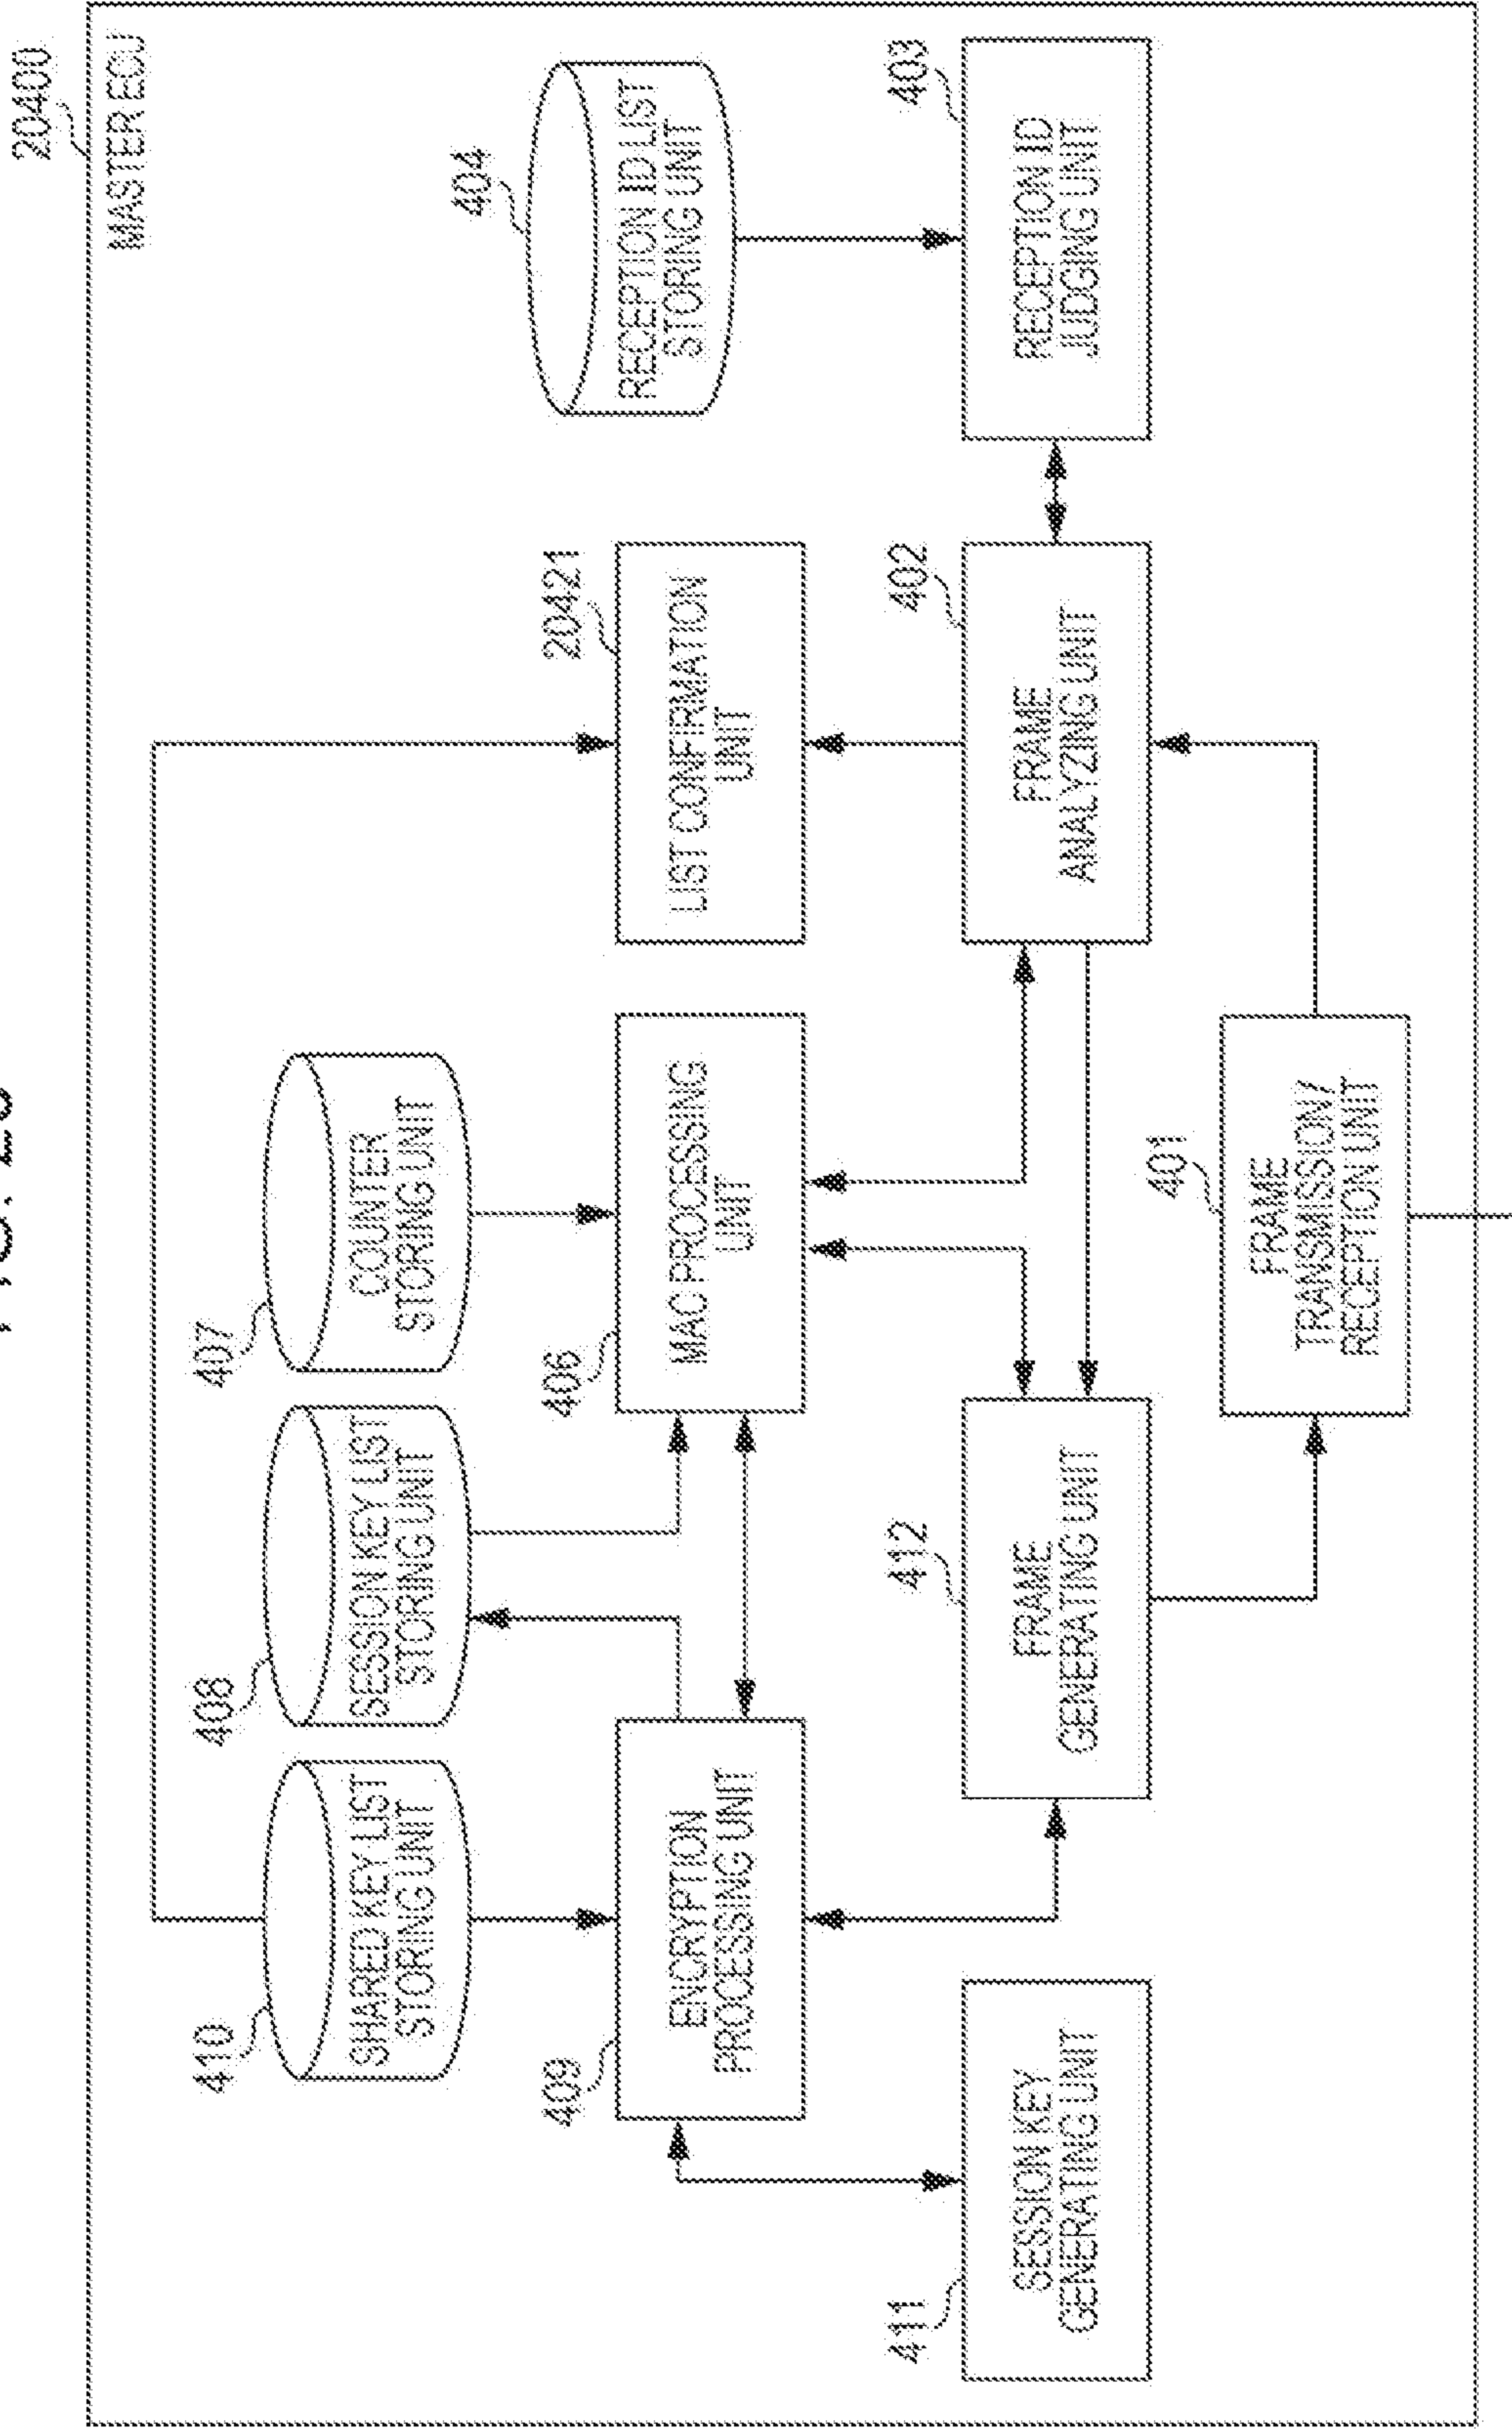 20400
MASTER ECU
410
SHARED KEY LIST
STORING UNIT
408
SESSION KEY LIST
STORING UNIT
407
COUNTER
STORING UNIT
404
RECEPTION ID LIST
STORING UNIT
409
ENCRYPTION
PROCESSING UNIT
406
MAC PROCESSING
UNIT
20421
LIST CONFIRMATION
UNIT
411
SESSION KEY
GENERATING UNIT
412
FRAME
GENERATING UNIT
402
FRAME
ANALYZING UNIT
403
RECEPTION ID
JUDGING UNIT
401
FRAME
TRANSMISSION/
RECEPTION UNIT